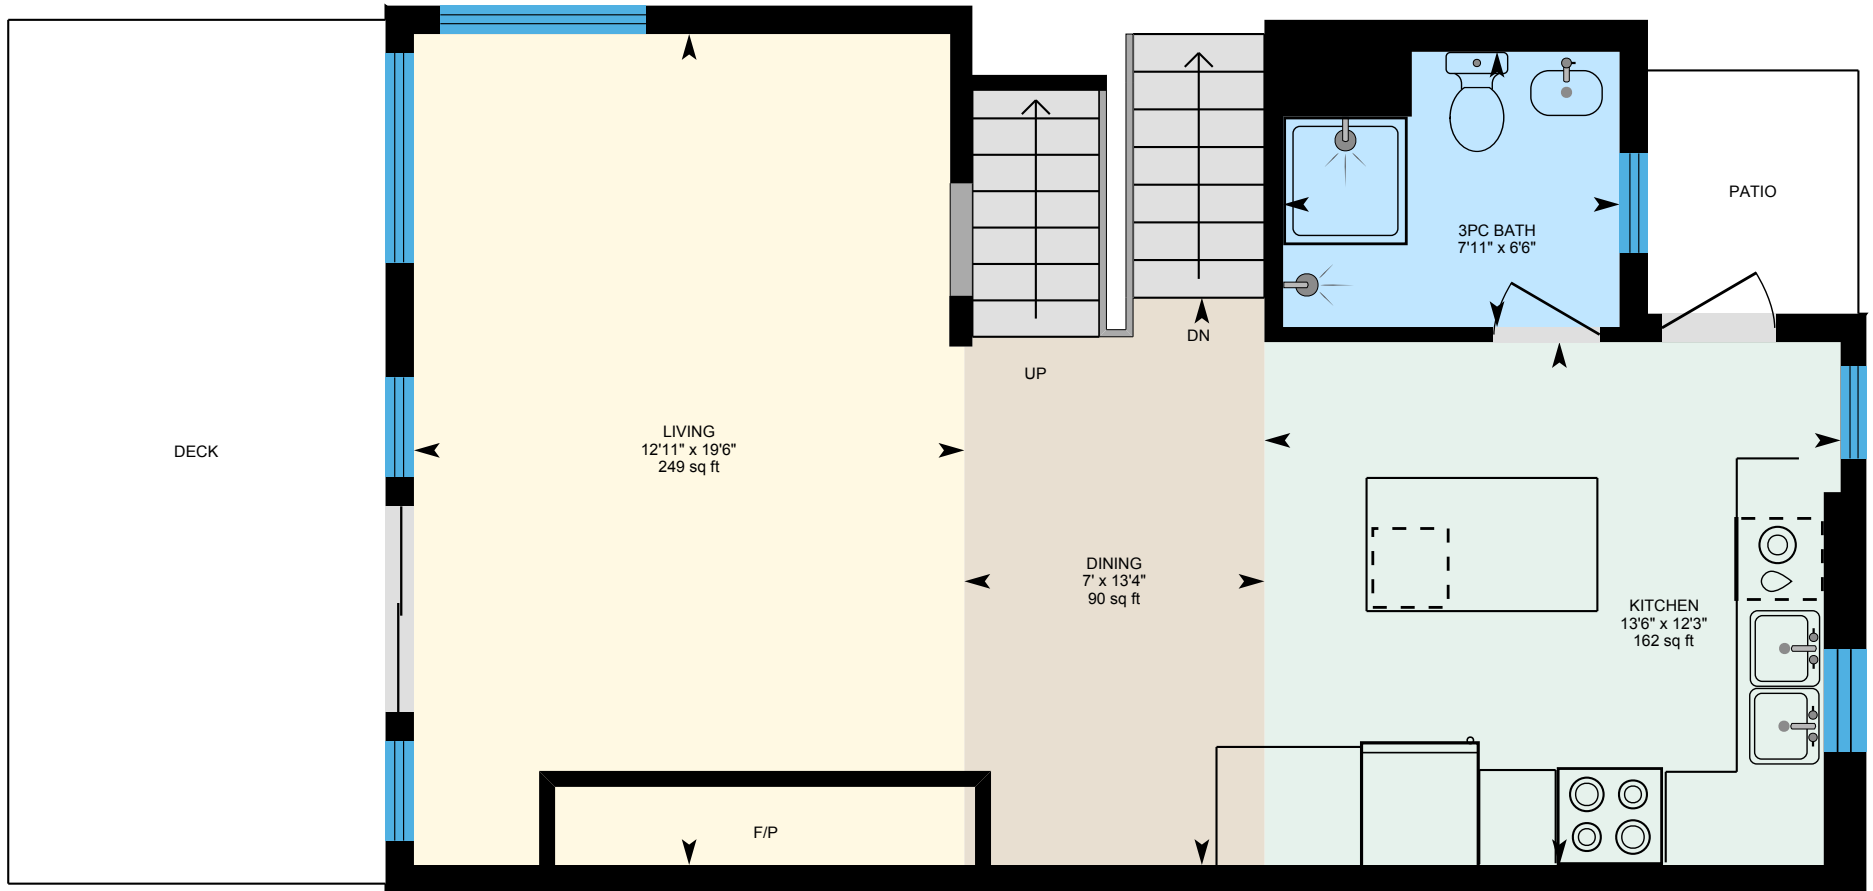 PATIO
3PC BATH
7'11" x 6'6"
DN
UP
DECK
LIVING
12'11" x 19'6"
249 sq ft
DINING
7' x 13'4"
90 sq ft
KITCHEN
13'6" x 12'3"
162 sq ft
F/P